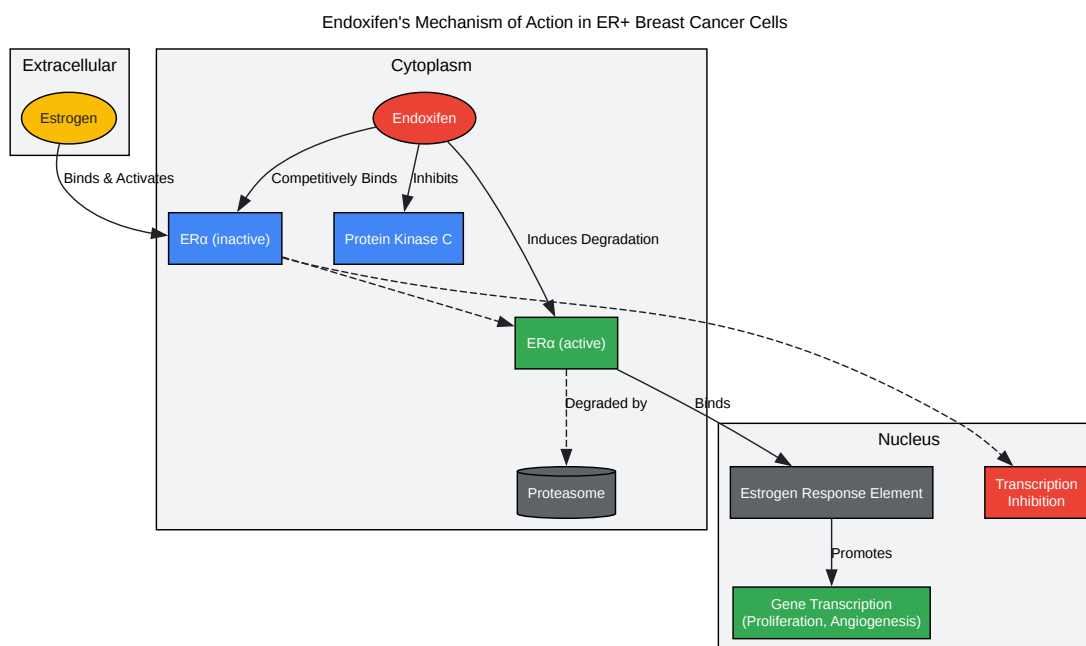 Endoxifen's Mechanism of Action in ER+ Breast Cancer Cells
Extracellular
Cytoplasm
Estrogen
Endoxifen
Binds & Activates
Competitively Binds
Inhibits
ERα (inactive)
Protein Kinase C
Induces Degradation
ERα (active)
Degraded by
Binds
Nucleus
Proteasome
Estrogen Response Element
Transcription
Inhibition
Promotes
Gene Transcription
(Proliferation, Angiogenesis)